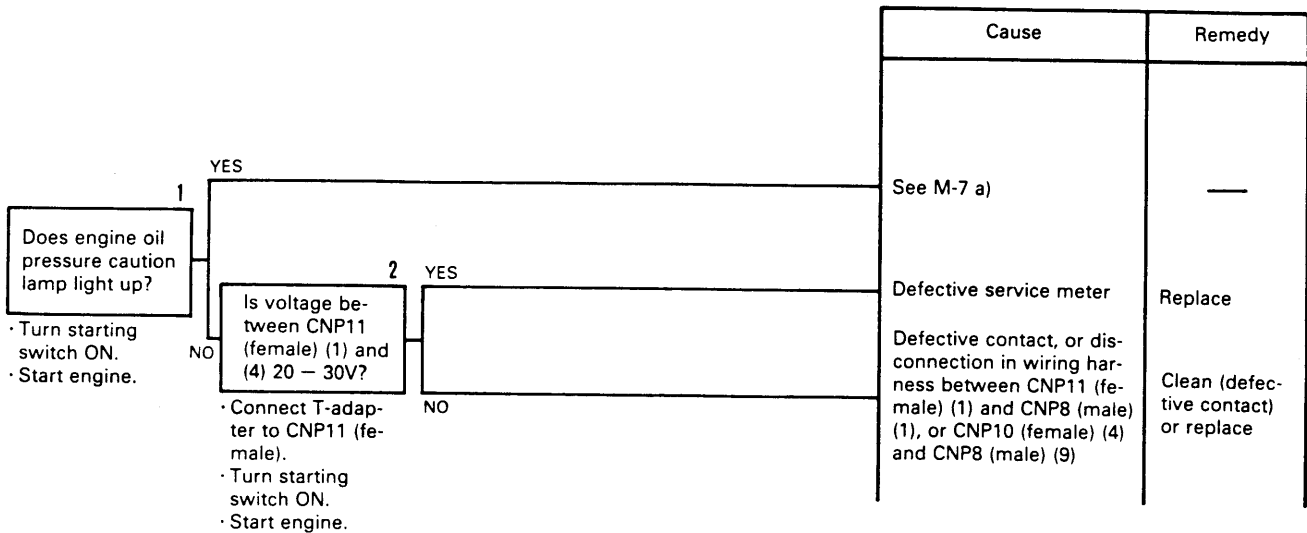 Cause
Remedy
YES
1
See M-7 a)
—
Does engine oil
pressure caution
lamp light up?
· Turn starting
switch ON.
· Start engine.
NO
2
YES
Is voltage be-
tween CNP11
(female) (1) and
(4) 20 — 30V?
Defective service meter
Replace
· Connect T-adap-
ter to CNP11 (fe-
male).
· Turn starting
switch ON.
· Start engine.
NO
Defective contact, or dis-
connection in wiring har-
ness between CNP11 (fe-
male) (1) and CNP8 (male)
(1), or CNP10 (female) (4)
and CNP8 (male) (9)
Clean (defec-
tive contact)
or replace